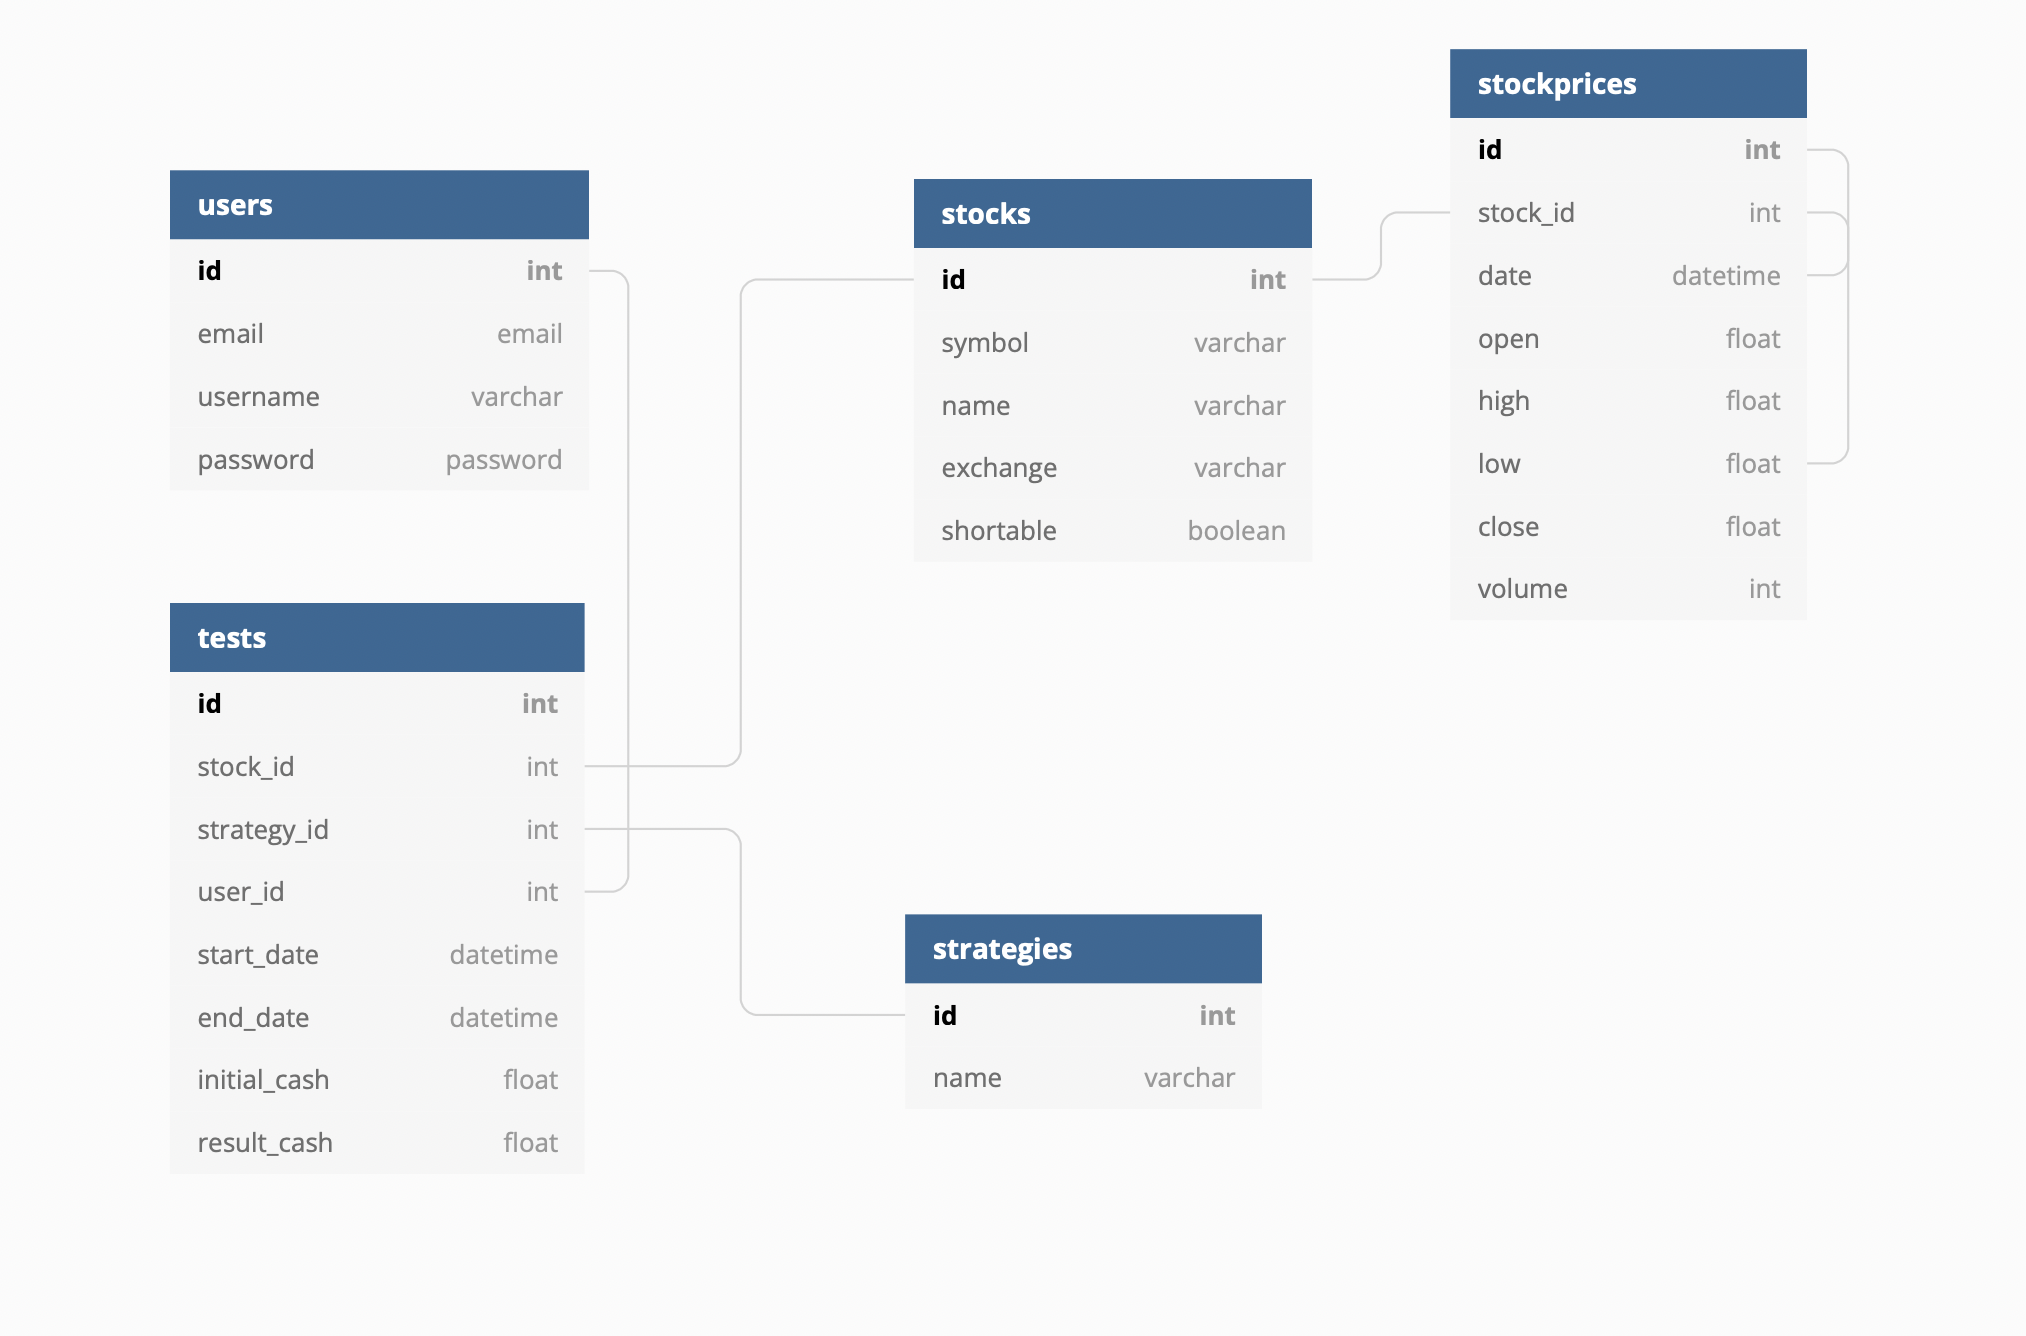 users
id int
email email
username varchar
password password
tests
id int
stock_id int
strategy_id int
user_id int
start_date datetime
end_date datetime
initial_cash float
result_cash float
stocks
id int
symbol varchar
name varchar
exchange varchar
shortable boolean
strategies
id int
name varchar
stockprices
id int
stock_id int
date datetime
open float
high float
low float
close float
volume int